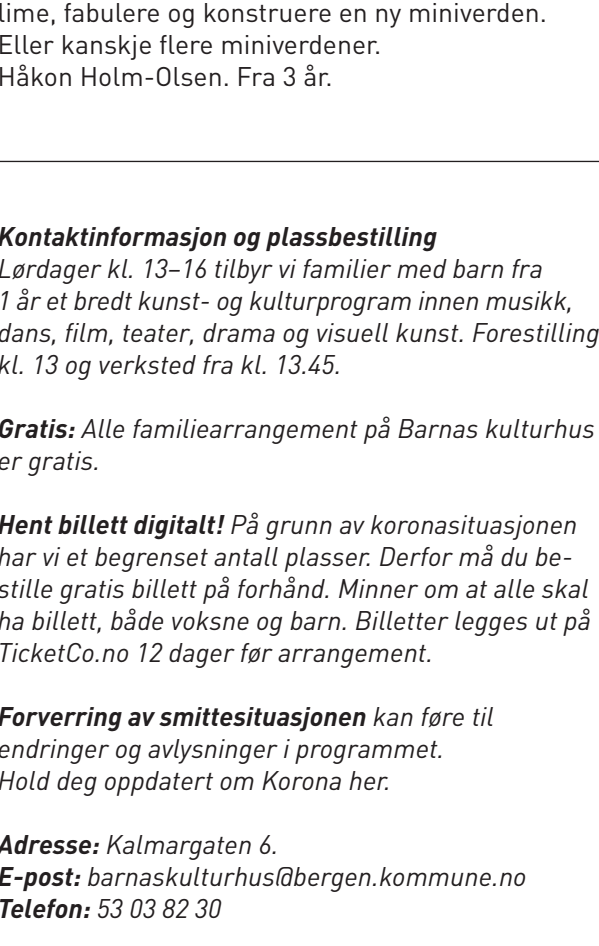 lime, fabulere og konstruere en ny miniverden.
Eller kanskje flere miniverdener.
Håkon Holm-Olsen. Fra 3 år.
Kontaktinformasjon og plassbestilling
Lørdager kl. 13–16 tilbyr vi familier med barn fra
1 år et bredt kunst- og kulturprogram innen musikk,
dans, film, teater, drama og visuell kunst. Forestilling
kl. 13 og verksted fra kl. 13.45.
Gratis: Alle familiearrangement på Barnas kulturhus
er gratis.
Hent billett digitalt! På grunn av koronasituasjonen
har vi et begrenset antall plasser. Derfor må du be-
stille gratis billett på forhånd. Minner om at alle skal
ha billett, både voksne og barn. Billetter legges ut på
TicketCo.no 12 dager før arrangement.
Forverring av smittesituasjonen kan føre til
endringer og avlysninger i programmet.
Hold deg oppdatert om Korona her.
Adresse: Kalmargaten 6.
E-post: barnaskulturhus@bergen.kommune.no
Telefon: 53 03 82 30